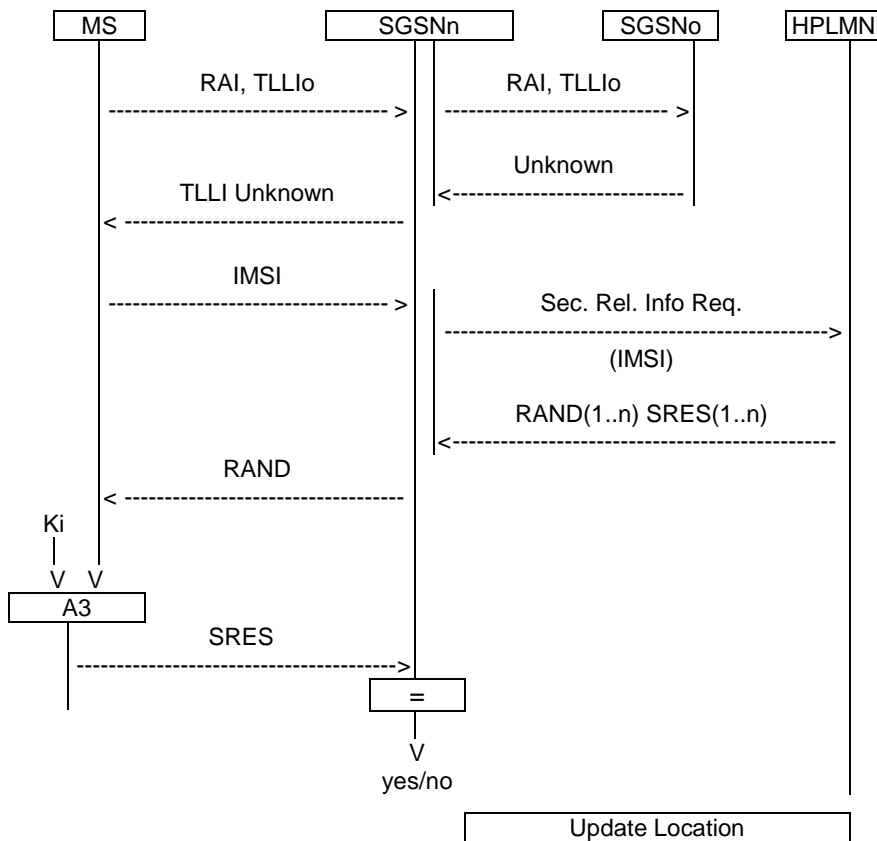 MS SGSNn SGSNo HPLMN
RAI, TLLIo RAI, TLLIo
------------------------------------ > ------------------------------ >
Unknown
<------------------------------
TLLI Unknown
< ------------------------------------
IMSI
------------------------------------ > Sec. Rel. Info Req.
-------------------------------------------------->
(IMSI)
RAND(1..n) SRES(1..n)
<--------------------------------------------------
RAND
< ------------------------------------
Ki
V V
A3
SRES
------------------------------------------>
=
V
yes/no
Update Location